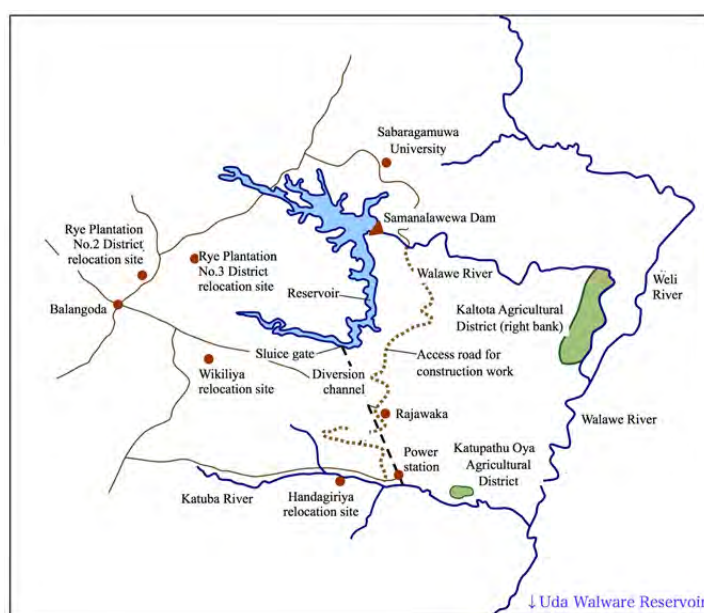 Sabaragamuwa
University
Samanalawewa Dam
Rye Plantation
No.2 District
relocation site
Rye Plantation
No.3 District
relocation site
Walawe River
Weli
River
Reservoir
Kaltota Agricultural
District (right bank)
Balangoda
Sluice gate
Access road for
construction work
Diversion
channel
Wikiliya
relocation site
Rajawaka
Walawe River
Power
station
Katupathu Oya
Agricultural
District
Katuba River
Handagiriya
relocation site
↓Uda Walware Reservoir